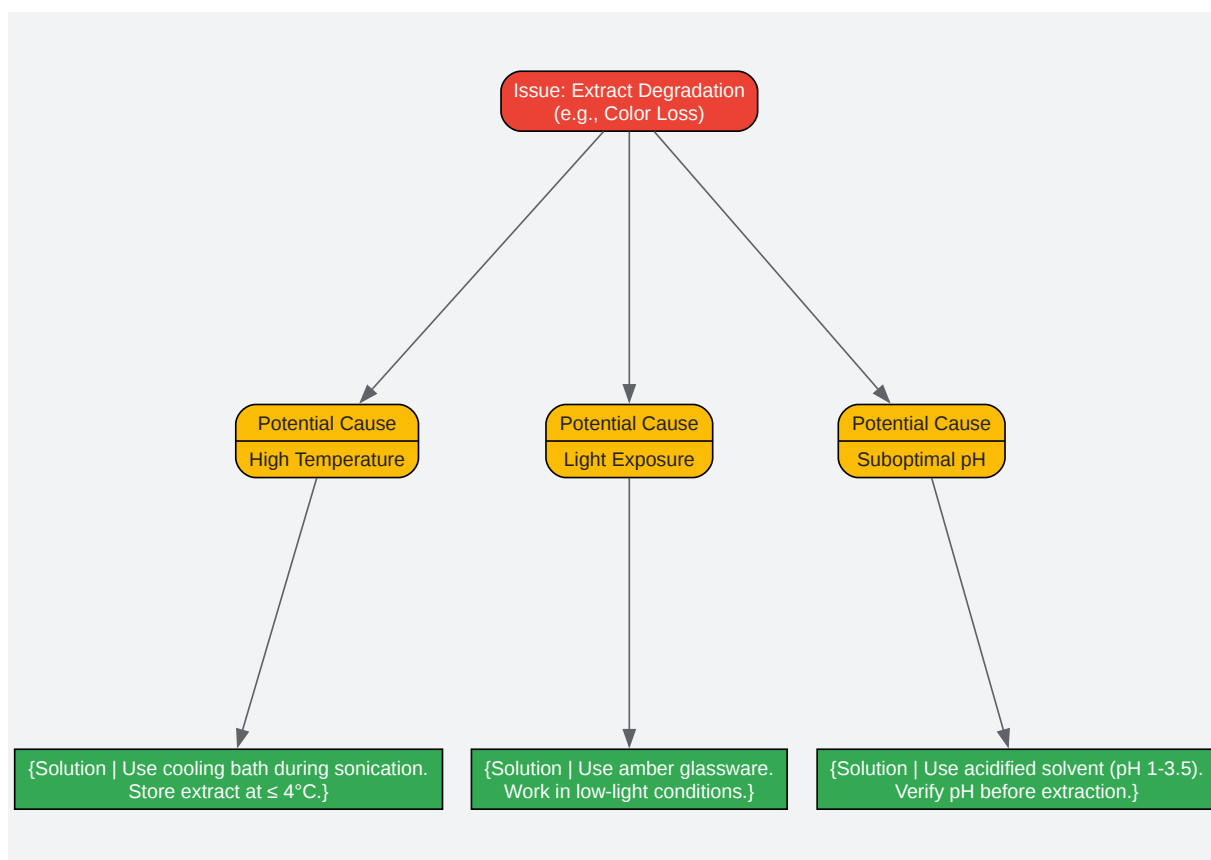 Issue: Extract Degradation
(e.g., Color Loss)
Potential Cause
High Temperature
Potential Cause
Light Exposure
Potential Cause
Suboptimal pH
{Solution | Use cooling bath during sonication.
Store extract at ≤ 4°C.}
{Solution | Use amber glassware.
Work in low-light conditions.}
{Solution | Use acidified solvent (pH 1-3.5).
Verify pH before extraction.}